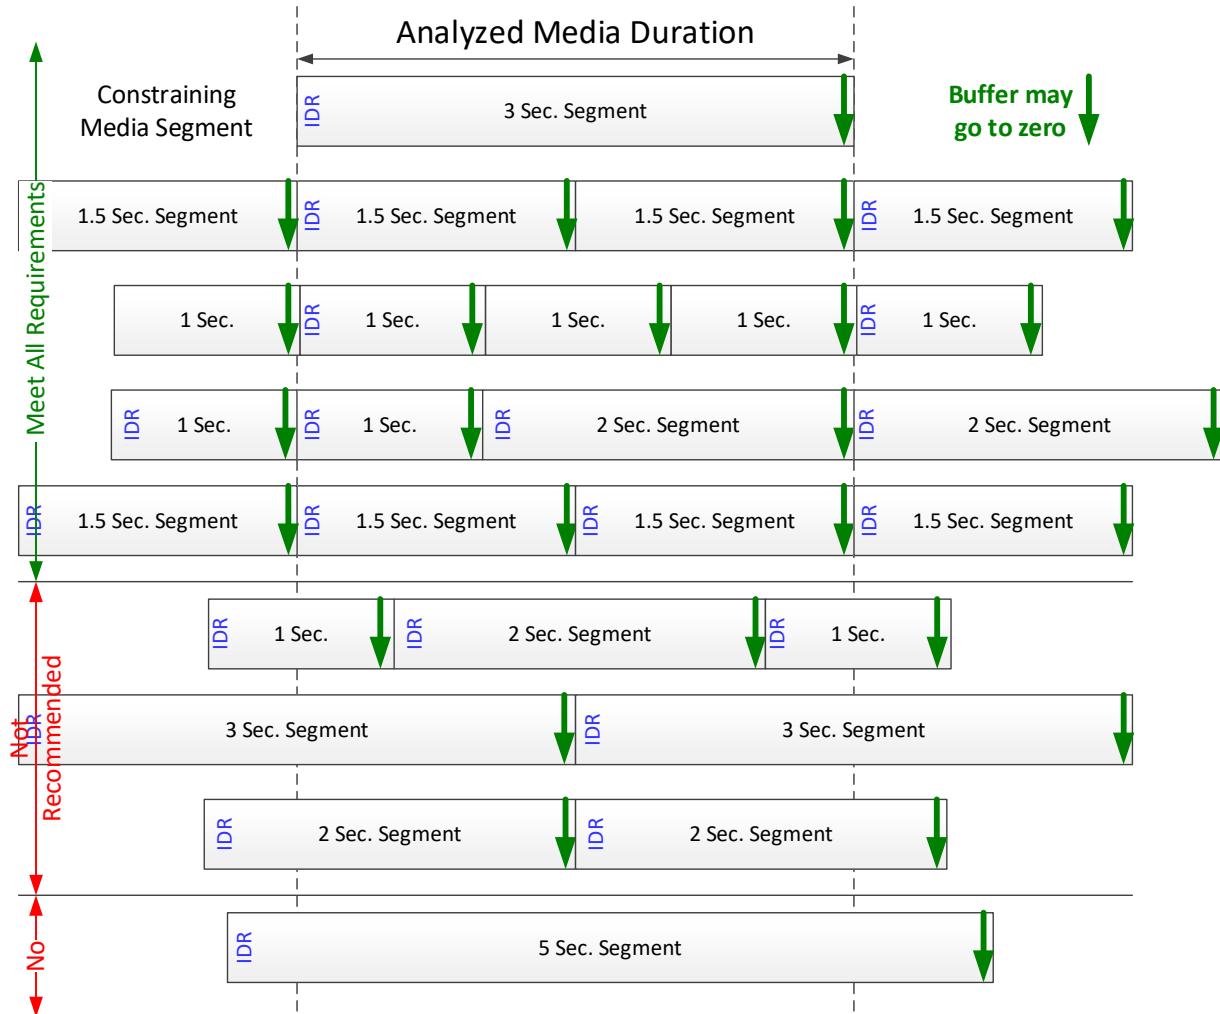 Analyzed Media Duration
Constraining
Media Segment
IDR
3 Sec. Segment
Buffer may
go to zero
Meet All Requirements
1.5 Sec. Segment
IDR
1.5 Sec. Segment
1.5 Sec. Segment
IDR
1.5 Sec. Segment
1 Sec.
IDR
1 Sec.
1 Sec.
1 Sec.
IDR
1 Sec.
IDR
1 Sec.
IDR
1 Sec.
IDR
2 Sec. Segment
IDR
2 Sec. Segment
IDR
1.5 Sec. Segment
IDR
1.5 Sec. Segment
IDR
1.5 Sec. Segment
IDR
1.5 Sec. Segment
Not
Recommended
IDR
1 Sec.
IDR
2 Sec. Segment
IDR
1 Sec.
IDR
3 Sec. Segment
IDR
3 Sec. Segment
IDR
2 Sec. Segment
IDR
2 Sec. Segment
No
IDR
5 Sec. Segment